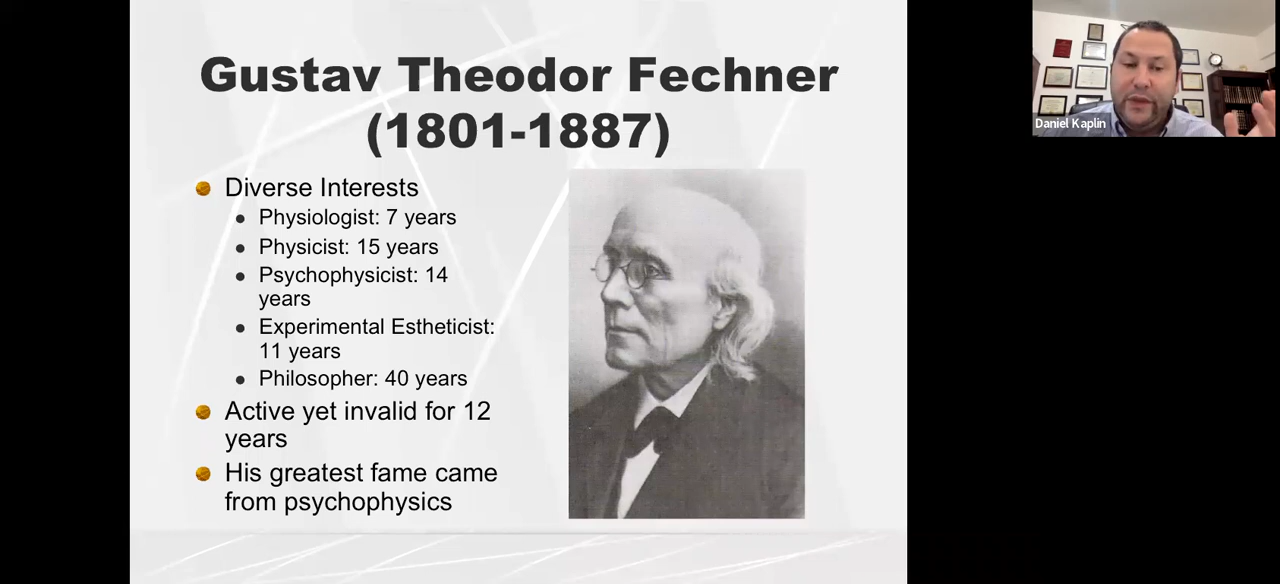 Gustav Theodor Fechner
(1801-1887)
Diverse Interests
Physiologist: 7 years
Physicist: 15 years
Psychophysicist: 14
years
Experimental Estheticist:
11 years
Philosopher: 40 years
Active yet invalid for 12
years
His greatest fame came
from psychophysics
Daniel Kaplin